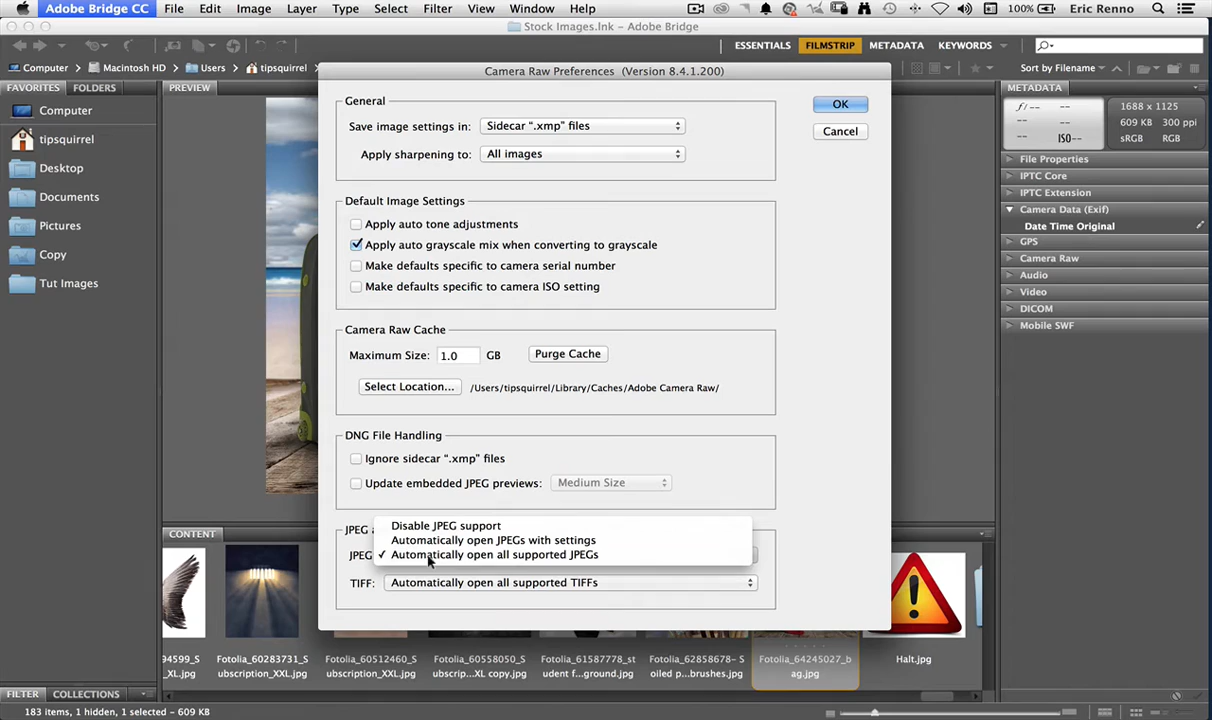 Adobe Bridge CC File Edit Image Layer Type Select Filter View Window Help 100% Eric Renno
Stock Images.lnk - Adobe Bridge
ESSENTIALS FILMSTRIP METADATA KEYWORDS
Computer Macintosh HD Users tipsquirrel Sort by Filename
FAVORITES FOLDERS PREVIEW METADATA
Computer
tipsquirrel
Desktop
Documents
Pictures
Copy
Tut Images
Camera Raw Preferences (Version 8.4.1.200)
General
Save image settings in: Sidecar ".xmp" files
Apply sharpening to: All images
OK
Cancel
Default Image Settings
Apply auto tone adjustments
Apply auto grayscale mix when converting to grayscale
Make defaults specific to camera serial number
Make defaults specific to camera ISO setting
Camera Raw Cache
Maximum Size: 1.0 GB Purge Cache
Select Location... /Users/tipsquirrel/Library/Caches/Adobe Camera Raw/
DNG File Handling
Ignore sidecar ".xmp" files
Update embedded JPEG previews: Medium Size
JPEG
Disable JPEG support
Automatically open JPEGs with settings
JPEG ✓ Automatically open all supported JPEGs
TIFF: Automatically open all supported TIFFs
f/-- --
-- --
-- ISO--
1688 x 1125
609 KB 300 ppi
sRGB RGB
File Properties
IPTC Core
IPTC Extension
Camera Data (Exif)
Date Time Original
GPS
Camera Raw
Audio
Video
DICOM
Mobile SWF
CONTENT
94599_S
_XL.jpg
Fotolia_60283731_S
ubscription_XXL.jpg
Fotolia_60512460_S
ubscription_XXL.jpg
Fotolia_60558050_S
ubscrip...XL copy.jpg
Fotolia_61587778_st
udent f...ground.jpg
Fotolia_62858678- S
oiled p...brushes.jpg
Fotolia_64245027_b
ag.jpg
Halt.jpg
FILTER COLLECTIONS
183 items, 1 hidden, 1 selected - 609 KB